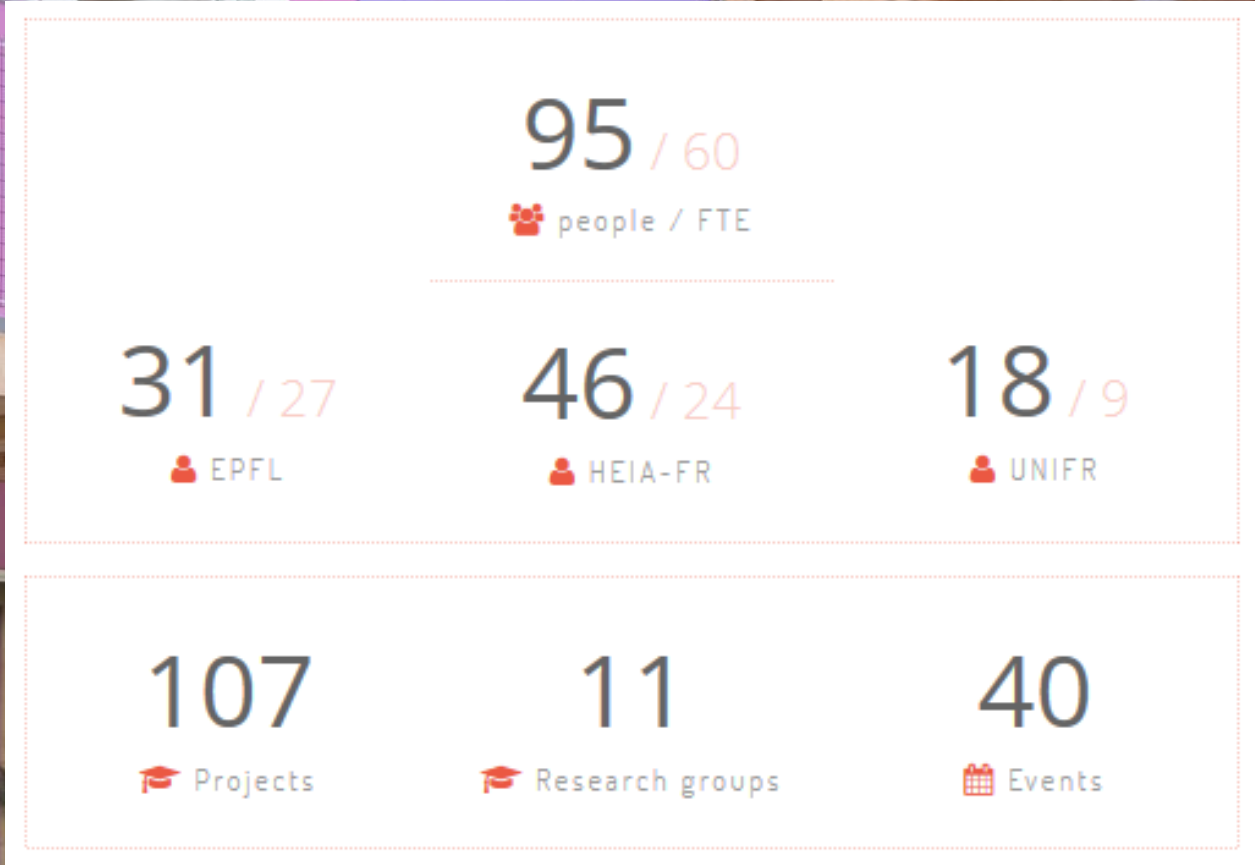 95 / 60
people / FTE
31 / 27
EPFL
46 / 24
HEIA-FR
18 / 9
UNIFR
107
Projects
11
Research groups
40
Events